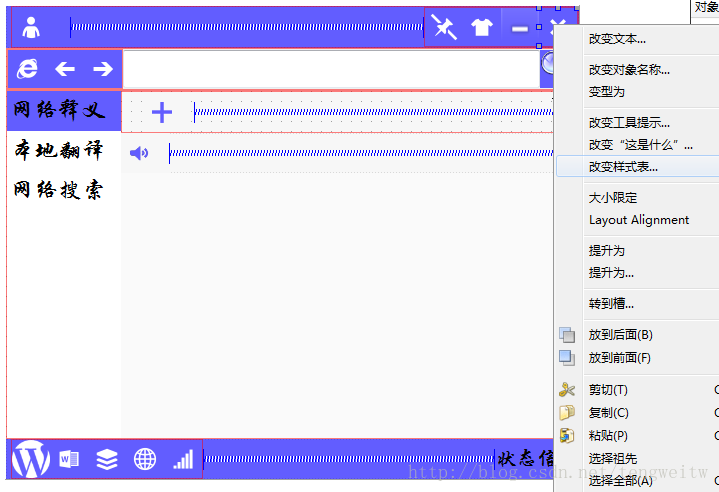 对象
改变文本...
改变对象名称...
变型为
改变工具提示...
改变“这是什么”...
改变样式表...
大小限定
Layout Alignment
提升为
提升为...
转到槽...
放到后面(B)
放到前面(F)
剪切(T)
复制(C)
粘贴(P)
选择祖先
选择全部(A)
网络释义
本地翻译
网络搜索
状态信
http://blog.csdn.net/tengweitw